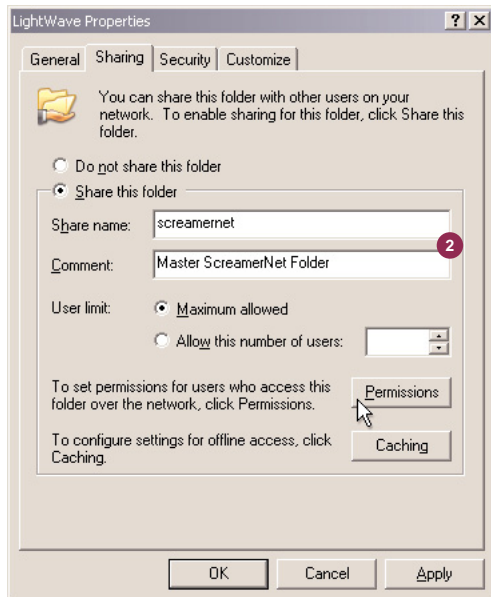 LightWave Properties
General Sharing Security Customize
You can share this folder with other users on your
network. To enable sharing for this folder, click Share this
folder.
Do not share this folder
Share this folder
Share name: screamernet
2
Comment: Master ScreamerNet Folder
User limit: Maximum allowed
Allow this number of users:
To set permissions for users who access this
folder over the network, click Permissions.
Permissions
To configure settings for offline access, click
Caching.
Caching
OK Cancel Apply